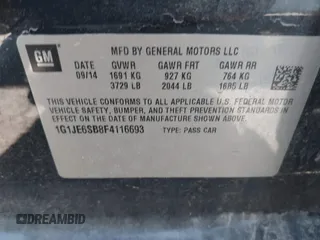 GM
MFD BY GENERAL MOTORS LLC
DATE GVWR GAWR FRT GAWR RR
09/14 1691 KG 927 KG 764 KG
3729 LB 2044 LB 1685 LB
THIS VEHICLE CONFORMS TO ALL APPLICABLE U.S. FEDERAL MOTOR
VEHICLE SAFETY, BUMPER, AND THEFT PREVENTION STANDARDS IN
EFFECT ON THE DATE OF MANUFACTURE SHOWN ABOVE.
1G1JE6SB8F4116693 TYPE: PASS CAR
DREAMBID